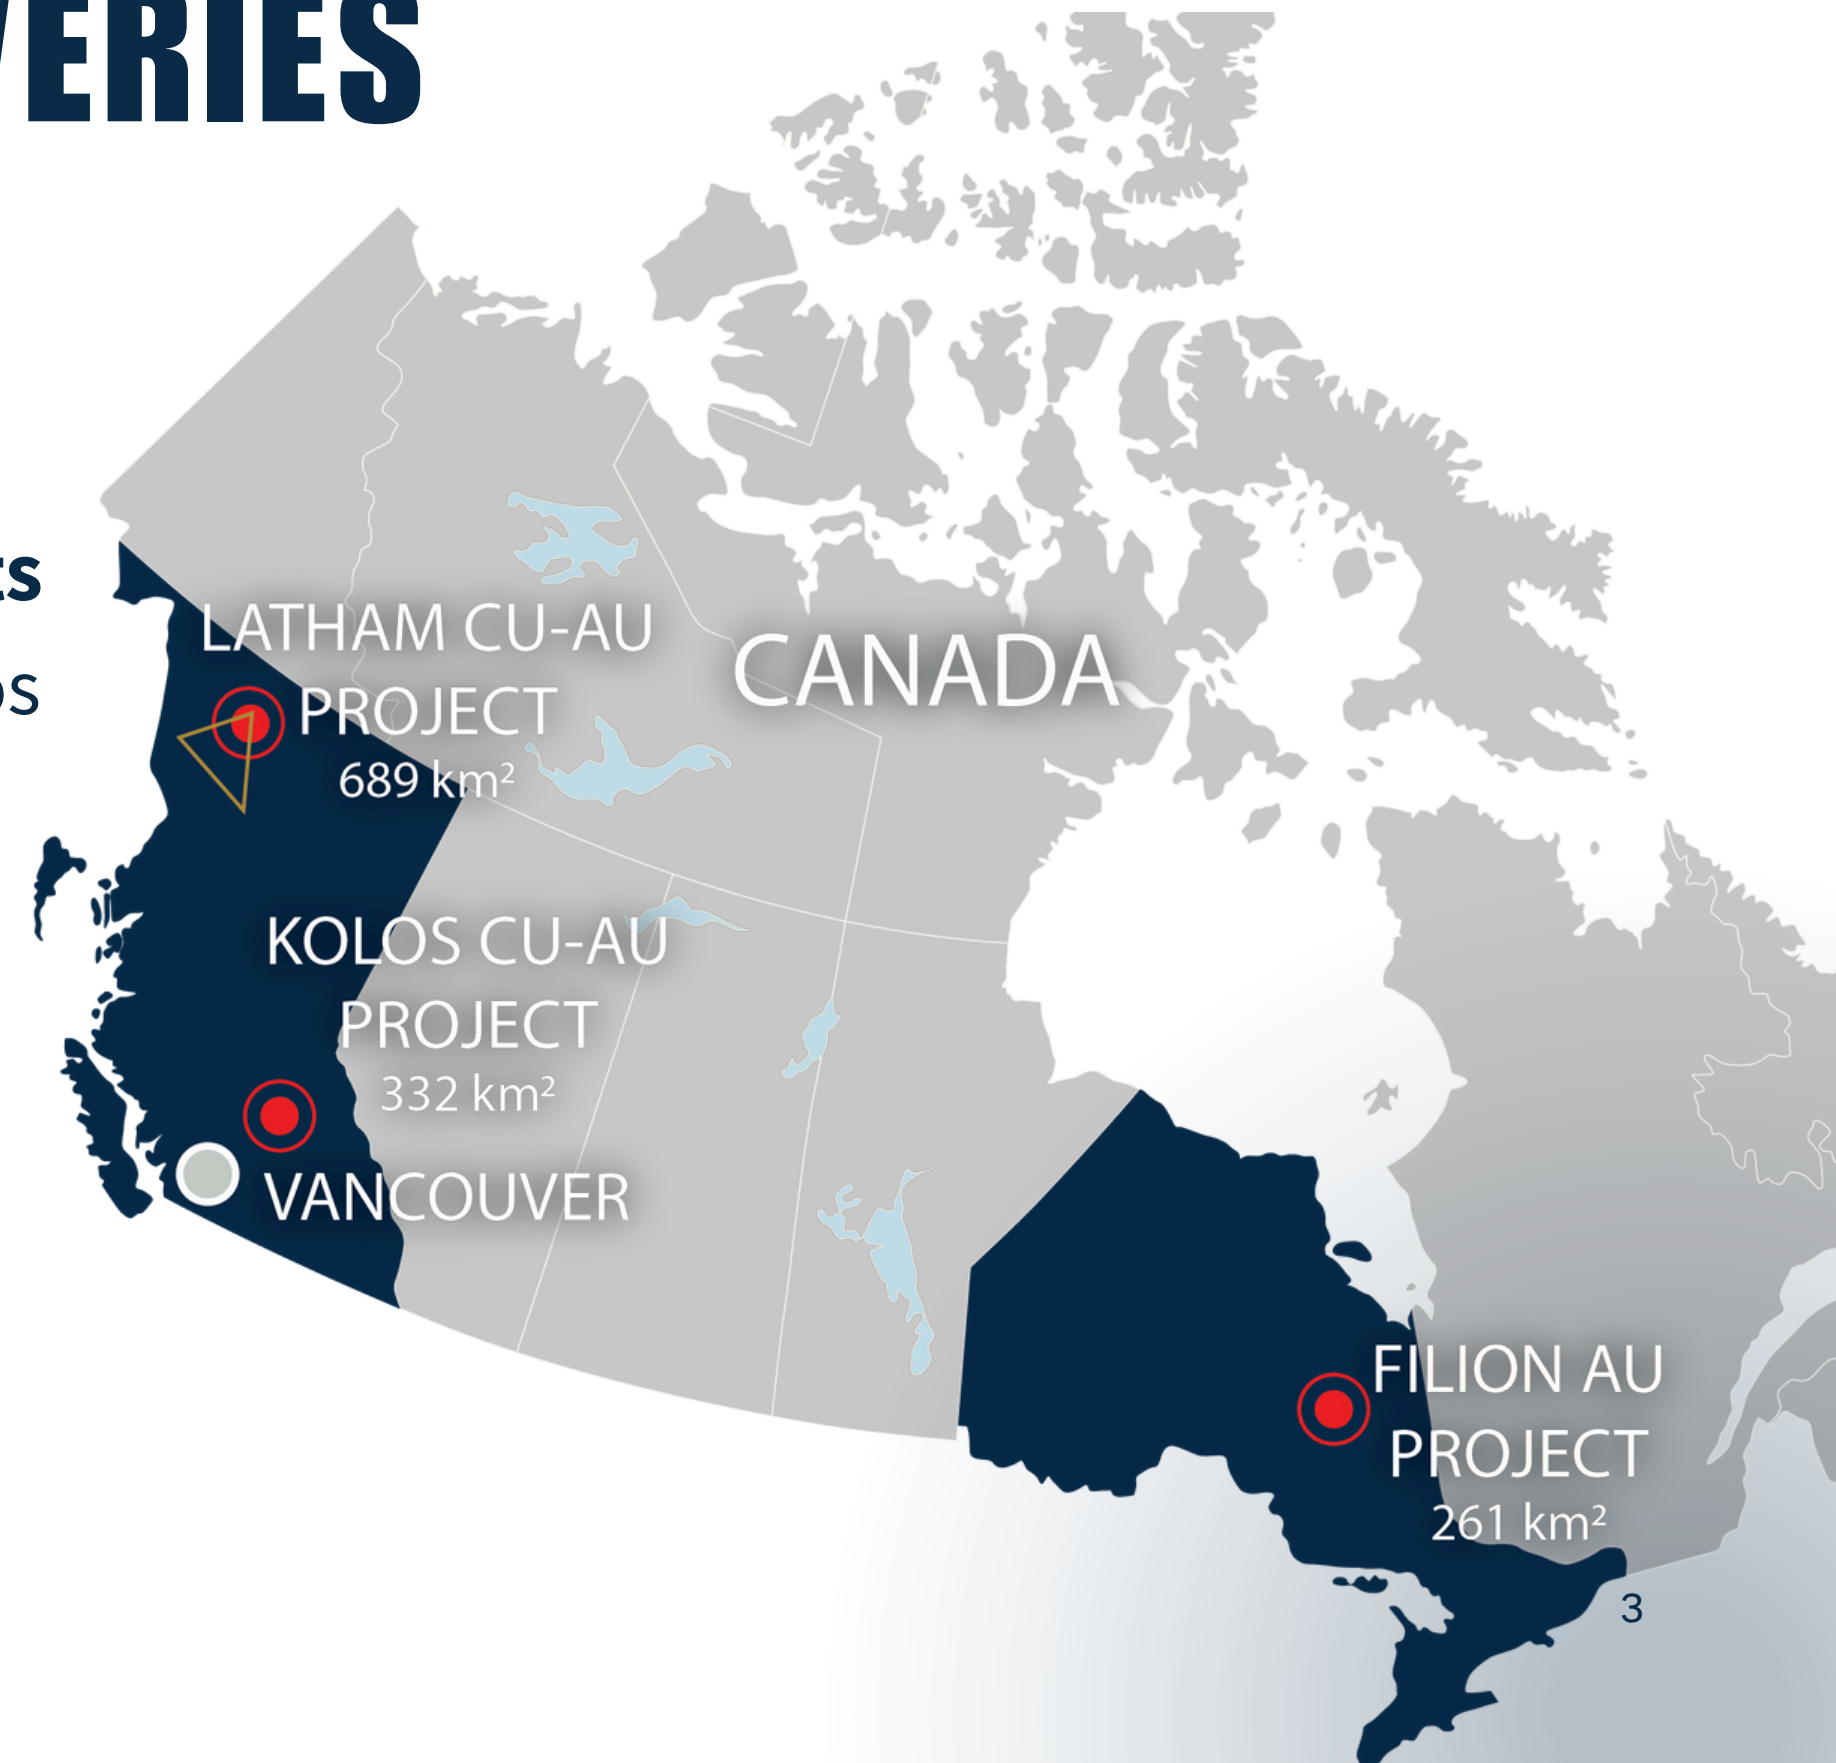 LATHAM CU-AU
PROJECT
689 km²
CANADA
KOLOS CU-AU
PROJECT
332 km²
VANCOUVER
FILION AU
PROJECT
261 km²
3